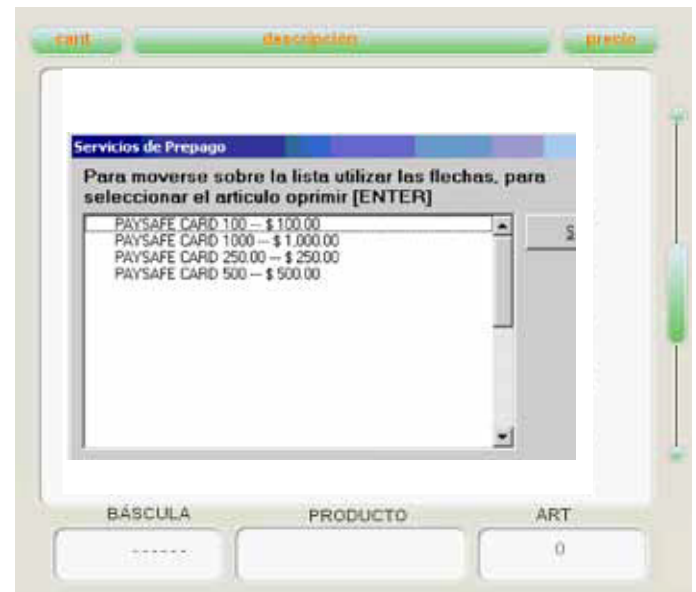 cant descripción precio
Servicios de Prepago
Para moverse sobre la lista utilizar las flechas, para
seleccionar el articulo oprimir [ENTER]
PAYSAFE CARD 100 -- $ 100.00
S
PAYSAFE CARD 1000 -- $ 1,000.00
PAYSAFE CARD 250.00 -- $ 250.00
PAYSAFE CARD 500 -- $ 500.00
BÁSCULA PRODUCTO ART
------ 0